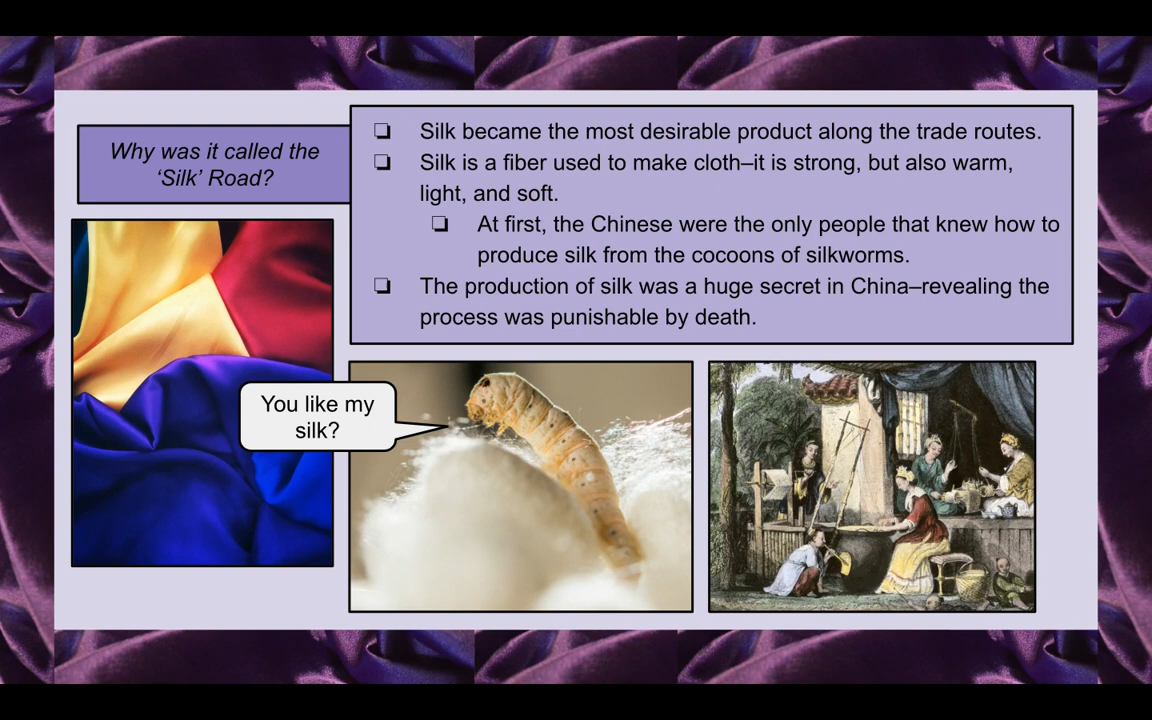 Why was it called the
‘Silk’ Road?
❏ Silk became the most desirable product along the trade routes.
❏ Silk is a fiber used to make cloth–it is strong, but also warm,
light, and soft.
❏ At first, the Chinese were the only people that knew how to
produce silk from the cocoons of silkworms.
❏ The production of silk was a huge secret in China–revealing the
process was punishable by death.
You like my
silk?